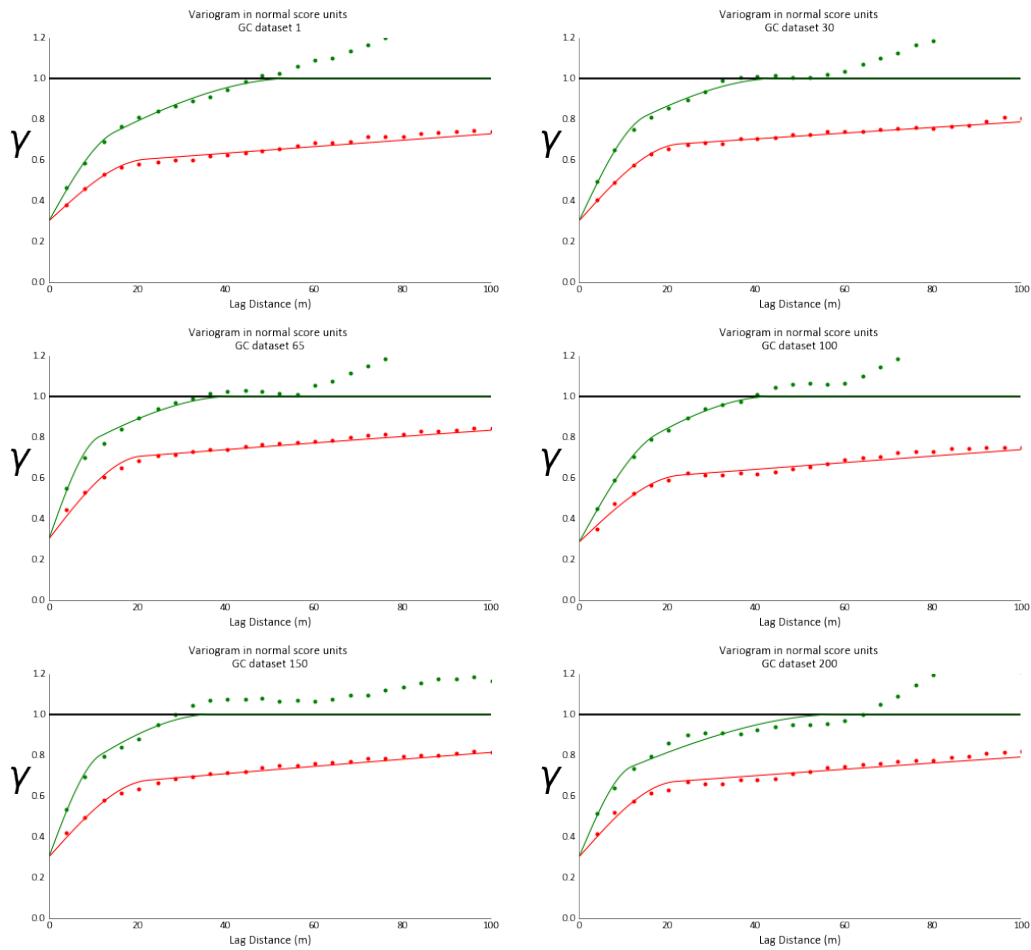 Variogram in normal score units
GC dataset 1
1.2
1.0
0.8
γ
0.6
0.4
0.2
0.0
0 20 40 60 80 100
Lag Distance (m)
Variogram in normal score units
GC dataset 30
1.2
1.0
0.8
γ
0.6
0.4
0.2
0.0
0 20 40 60 80 100
Lag Distance (m)
Variogram in normal score units
GC dataset 65
1.2
1.0
0.8
γ
0.6
0.4
0.2
0.0
0 20 40 60 80 100
Lag Distance (m)
Variogram in normal score units
GC dataset 100
1.2
1.0
0.8
γ
0.6
0.4
0.2
0.0
0 20 40 60 80 100
Lag Distance (m)
Variogram in normal score units
GC dataset 150
1.2
1.0
0.8
γ
0.6
0.4
0.2
0.0
0 20 40 60 80 100
Lag Distance (m)
Variogram in normal score units
GC dataset 200
1.2
1.0
0.8
γ
0.6
0.4
0.2
0.0
0 20 40 60 80 100
Lag Distance (m)